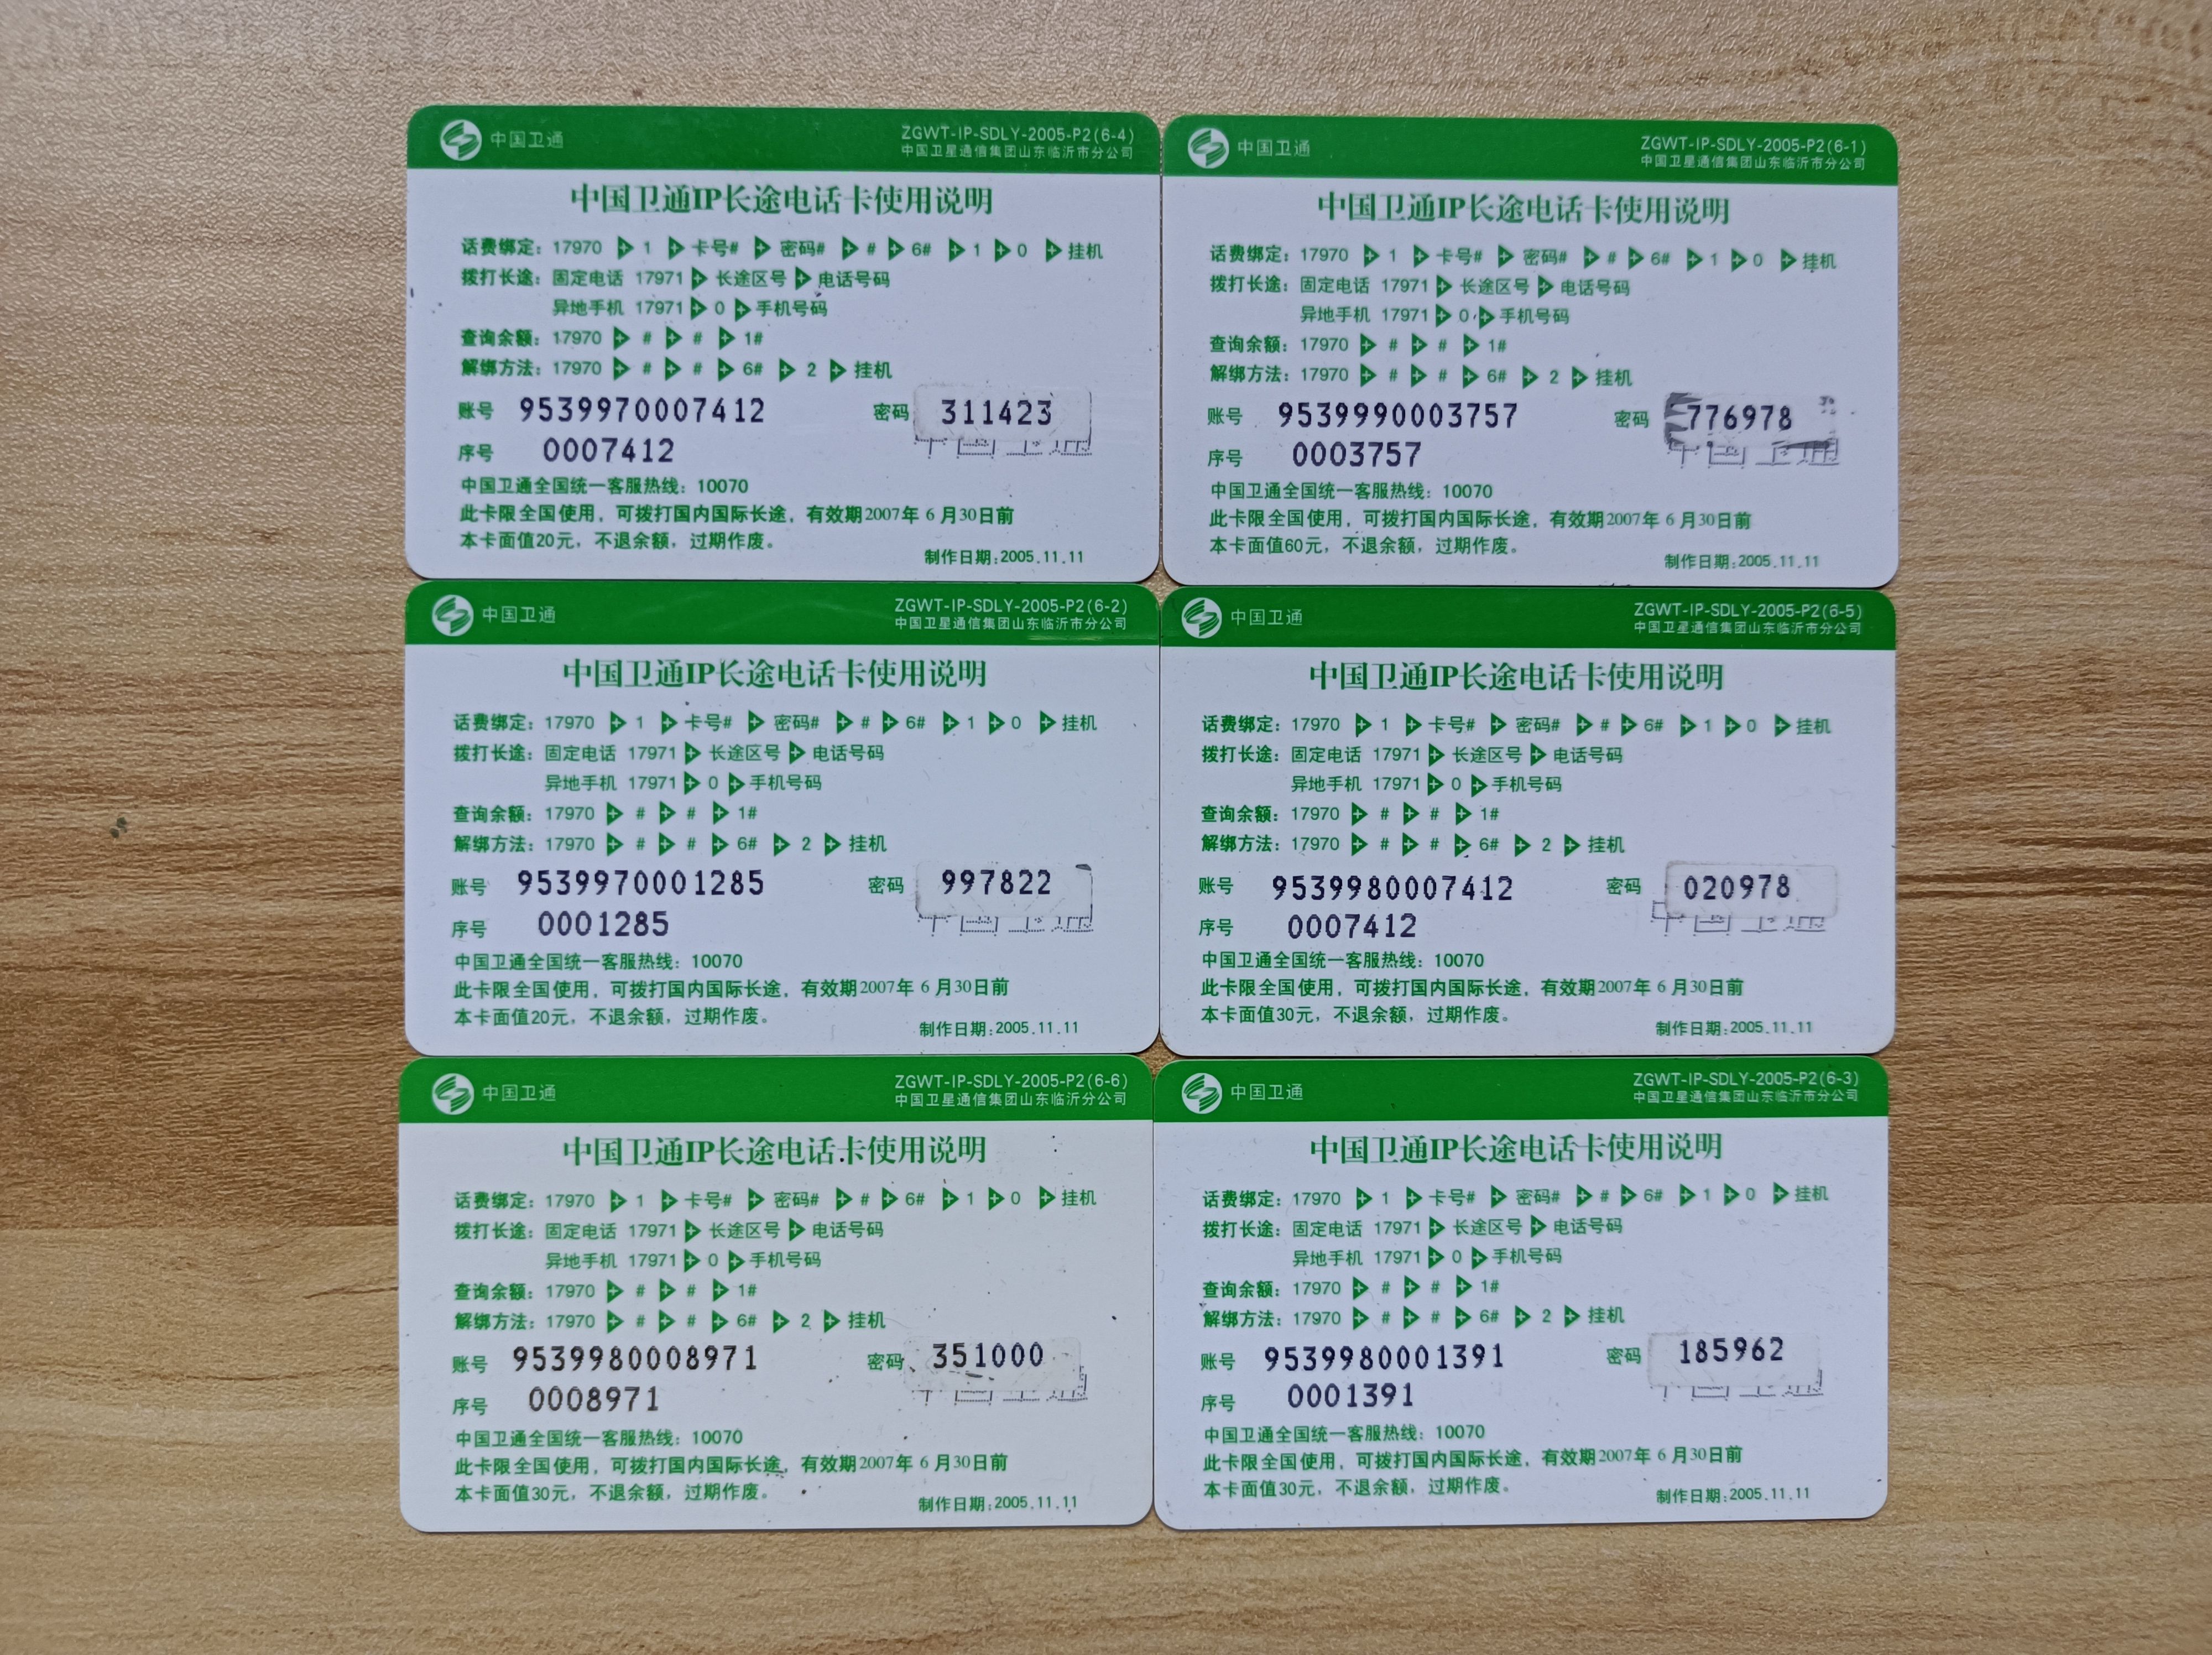 中国卫通
ZGWT-IP-SDLY-2005-P2(6-4)
中国卫星通信集团山东临沂市分公司
中国卫通IP长途电话卡使用说明
话费绑定：17970 1 卡号# 密码# # 6# 1 0 挂机
拨打长途：固定电话 17971 长途区号 电话号码
异地手机 17971 0 手机号码
查询余额：17970 # # 1#
解绑方法：17970 # # 6# 2 挂机
账号 9539970007412 密码 311423
序号 0007412
中国卫通全国统一客服热线：10070
此卡限全国使用，可拨打国内国际长途，有效期2007年6月30日前
本卡面值20元，不退余额，过期作废。
制作日期:2005.11.11
中国卫通
ZGWT-IP-SDLY-2005-P2(6-1)
中国卫星通信集团山东临沂市分公司
中国卫通IP长途电话卡使用说明
话费绑定：17970 1 卡号# 密码# # 6# 1 0 挂机
拨打长途：固定电话 17971 长途区号 电话号码
异地手机 17971 0 手机号码
查询余额：17970 # # 1#
解绑方法：17970 # # 6# 2 挂机
账号 9539990003757 密码 776978
序号 0003757
中国卫通
中国卫通全国统一客服热线：10070
此卡限全国使用，可拨打国内国际长途，有效期2007年6月30日前
本卡面值60元，不退余额，过期作废。
制作日期:2005.11.11
中国卫通
ZGWT-IP-SDLY-2005-P2(6-2)
中国卫星通信集团山东临沂市分公司
中国卫通IP长途电话卡使用说明
话费绑定：17970 1 卡号# 密码# # 6# 1 0 挂机
拨打长途：固定电话 17971 长途区号 电话号码
异地手机 17971 0 手机号码
查询余额：17970 # # 1#
解绑方法：17970 # # 6# 2 挂机
账号 9539970001285 密码 997822
序号 0001285
中国卫通全国统一客服热线：10070
此卡限全国使用，可拨打国内国际长途，有效期2007年6月30日前
本卡面值20元，不退余额，过期作废。
制作日期:2005.11.11
中国卫通
ZGWT-IP-SDLY-2005-P2(6-5)
中国卫星通信集团山东临沂市分公司
中国卫通IP长途电话卡使用说明
话费绑定：17970 1 卡号# 密码# # 6# 1 0 挂机
拨打长途：固定电话 17971 长途区号 电话号码
异地手机 17971 0 手机号码
查询余额：17970 # # 1#
解绑方法：17970 # # 6# 2 挂机
账号 9539980007412 密码 020978
序号 0007412
中国卫通
中国卫通全国统一客服热线：10070
此卡限全国使用，可拨打国内国际长途，有效期2007年6月30日前
本卡面值30元，不退余额，过期作废。
制作日期:2005.11.11
中国卫通
ZGWT-IP-SDLY-2005-P2(6-6)
中国卫星通信集团山东临沂分公司
中国卫通IP长途电话卡使用说明
话费绑定：17970 1 卡号# 密码# # 6# 1 0 挂机
拨打长途：固定电话 17971 长途区号 电话号码
异地手机 17971 0 手机号码
查询余额：17970 # # 1#
解绑方法：17970 # # 6# 2 挂机
账号 9539980008971 密码 351000
序号 0008971
中国卫通全国统一客服热线：10070
此卡限全国使用，可拨打国内国际长途，有效期2007年6月30日前
本卡面值30元，不退余额，过期作废。
制作日期:2005.11.11
中国卫通
ZGWT-IP-SDLY-2005-P2(6-3)
中国卫星通信集团山东临沂市分公司
中国卫通IP长途电话卡使用说明
话费绑定：17970 1 卡号# 密码# # 6# 1 0 挂机
拨打长途：固定电话 17971 长途区号 电话号码
异地手机 17971 0 手机号码
查询余额：17970 # # 1#
解绑方法：17970 # # 6# 2 挂机
账号 9539980001391 密码 185962
序号 0001391
中国卫通全国统一客服热线：10070
此卡限全国使用，可拨打国内国际长途，有效期2007年6月30日前
本卡面值30元，不退余额，过期作废。
制作日期:2005.11.11